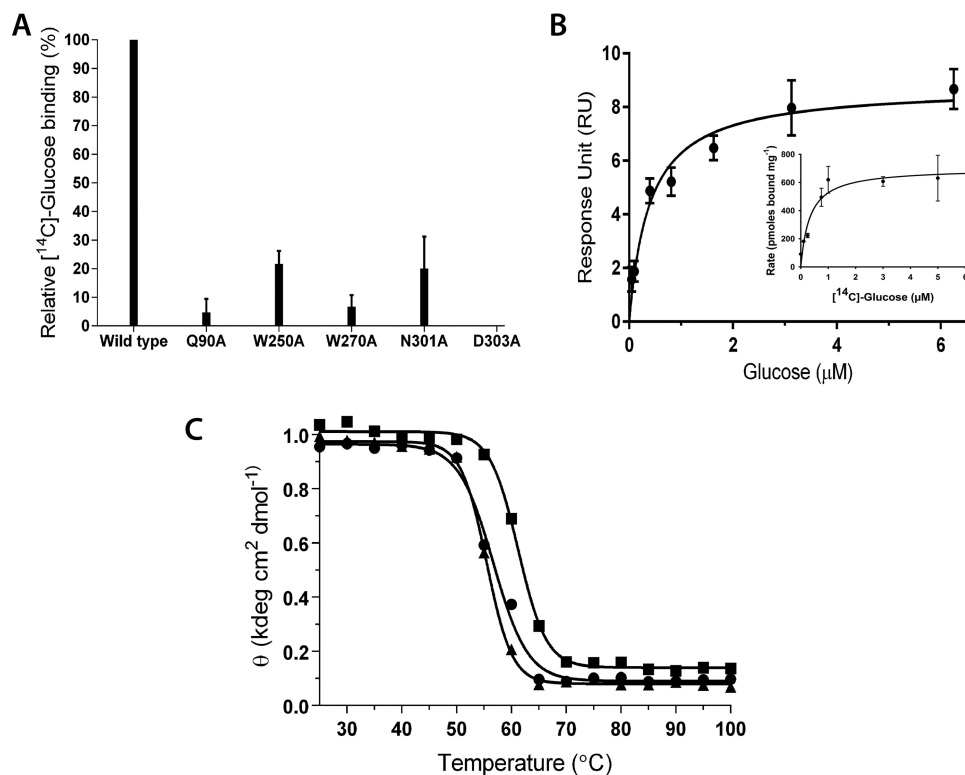 A
Relative [¹⁴C]-Glucose binding (%)
100
90
80
70
60
50
40
30
20
10
0
Wild type Q90A W250A W270A N301A D303A
B
Response Unit (RU)
10
8
6
4
2
0
0 2 4 6
Glucose (μM)
Rate (pmoles bound mg⁻¹)
800
600
400
200
0
0 1 2 3 4 5 6
[¹⁴C]-Glucose (μM)
C
θ (kdeg cm² dmol⁻¹)
1.0
0.8
0.6
0.4
0.2
0.0
30 40 50 60 70 80 90 100
Temperature (°C)